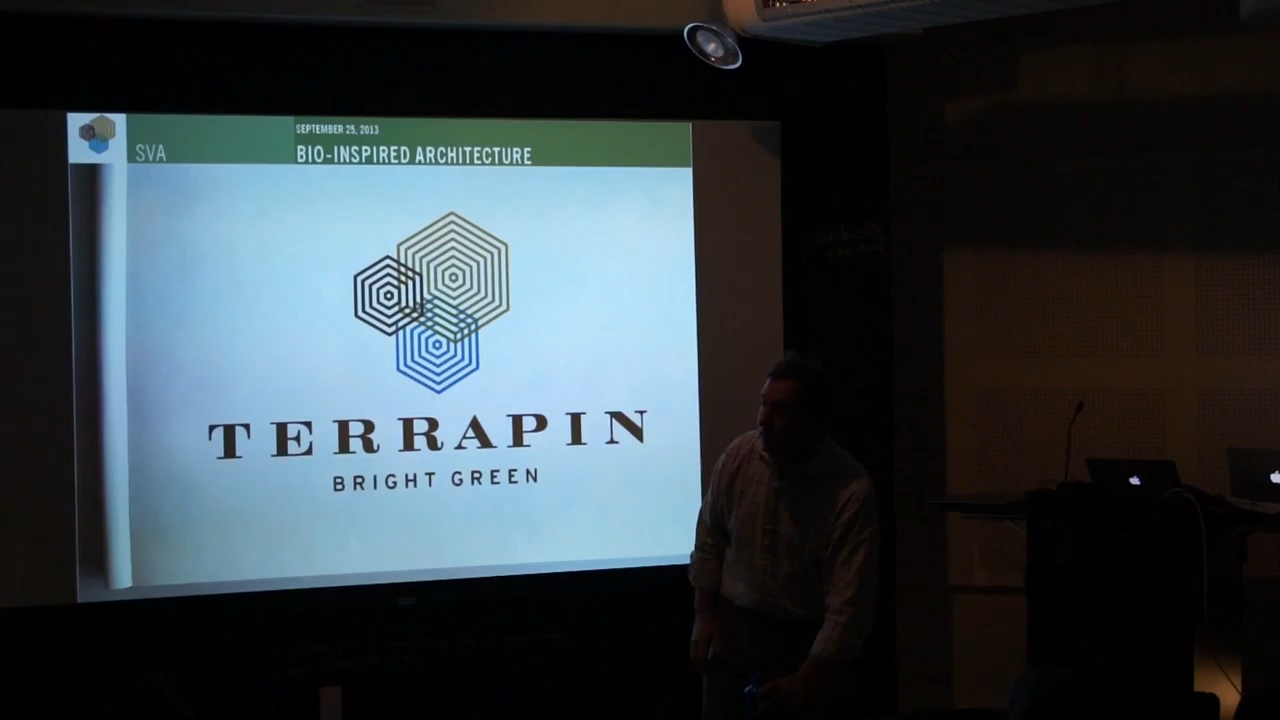 SEPTEMBER 25, 2013
SVA
BIO-INSPIRED ARCHITECTURE
TERRAPIN
BRIGHT GREEN